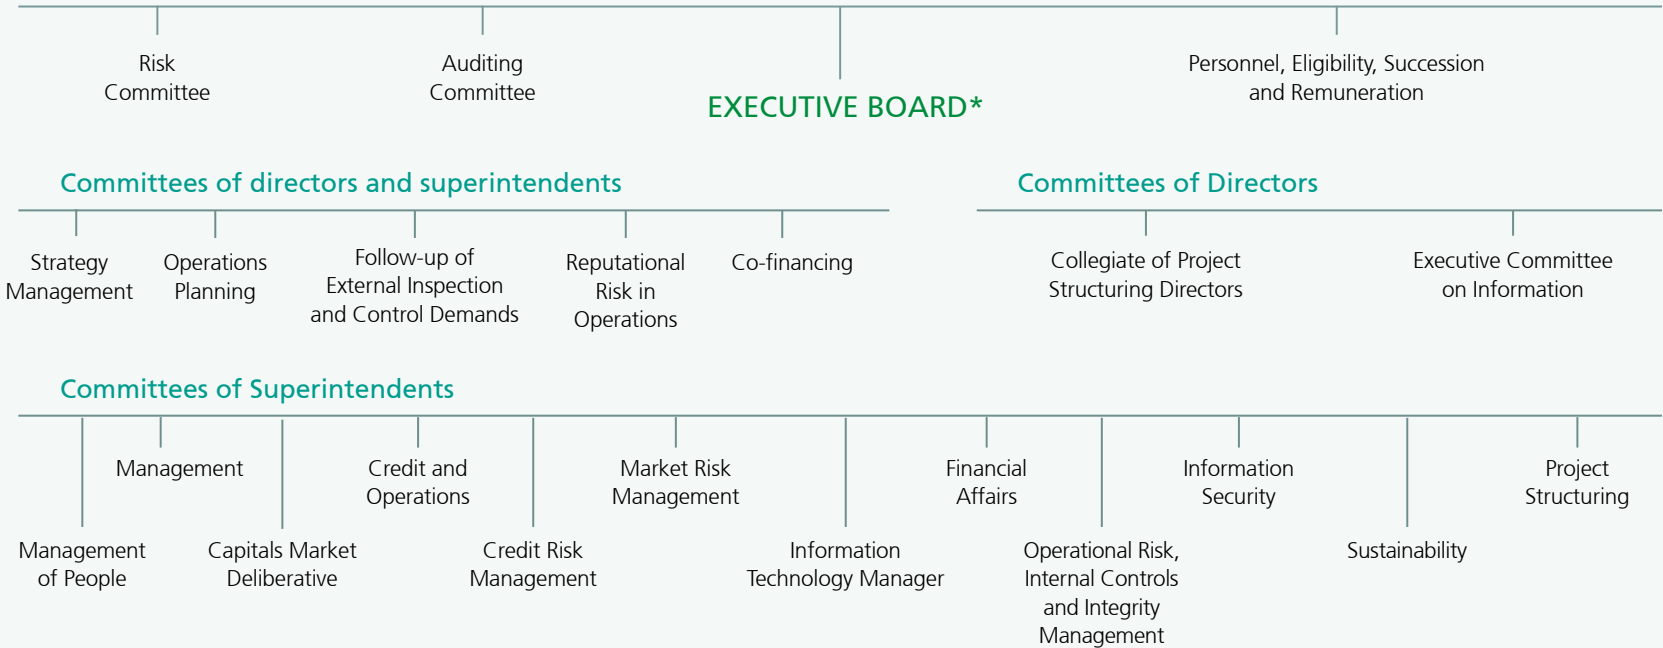 Risk
Committee
Auditing
Committee
EXECUTIVE BOARD*
Personnel, Eligibility, Succession
and Remuneration
Committees of directors and superintendents
Strategy
Management
Operations
Planning
Follow-up of
External Inspection
and Control Demands
Reputational
Risk in
Operations
Co-financing
Committees of Directors
Collegiate of Project
Structuring Directors
Executive Committee
on Information
Committees of Superintendents
Management
of People
Management
Capitals Market
Deliberative
Credit and
Operations
Credit Risk
Management
Market Risk
Management
Information
Technology Manager
Financial
Affairs
Operational Risk,
Internal Controls
and Integrity
Management
Information
Security
Sustainability
Project
Structuring